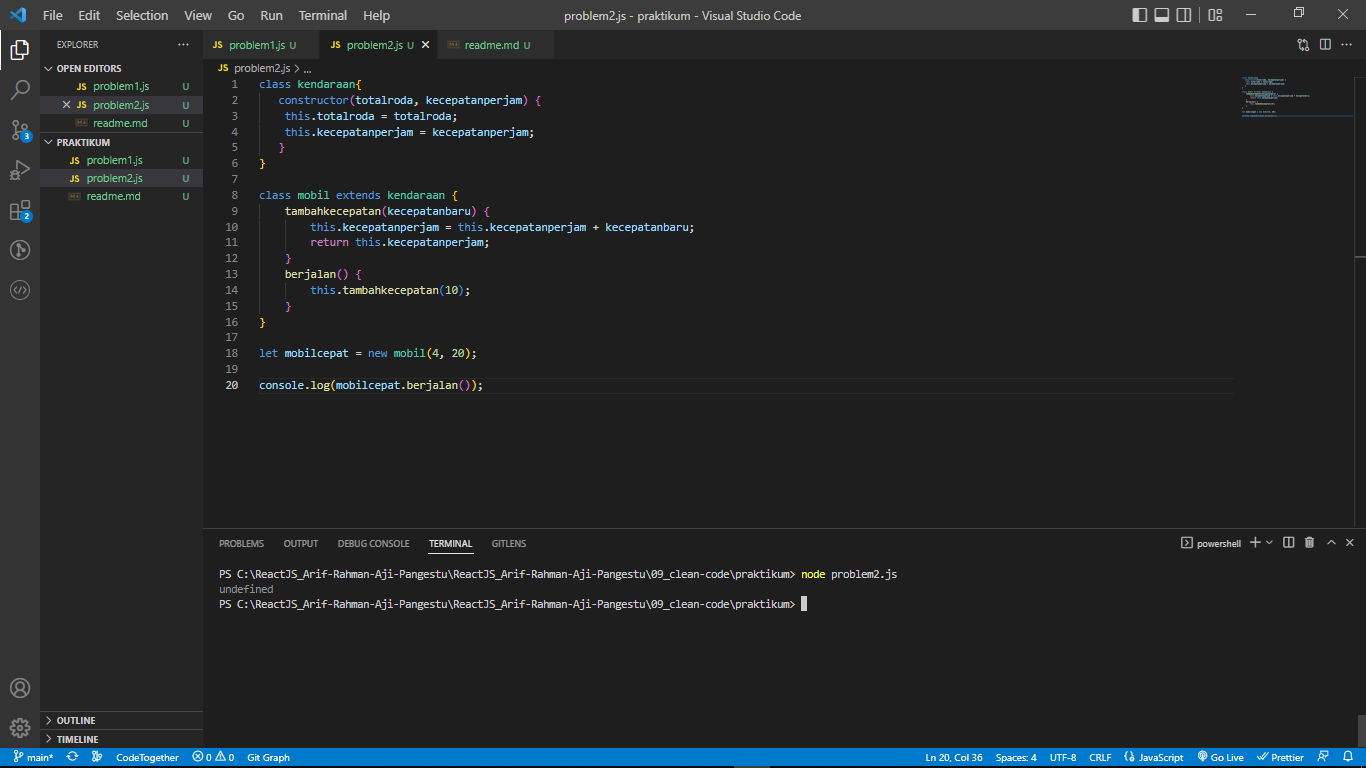 File Edit Selection View Go Run Terminal Help problem2.js - praktikum - Visual Studio Code
EXPLORER ...
OPEN EDITORS
JS problem1.js U
JS problem2.js U
readme.md U
PRAKTIKUM
JS problem1.js U
JS problem2.js U
readme.md U
3
2
OUTLINE
TIMELINE
JS problem1.js U JS problem2.js U readme.md U
JS problem2.js > ...
1 class kendaraan{
2 constructor(totalroda, kecepatanperjam) {
3 this.totalroda = totalroda;
4 this.kecepatanperjam = kecepatanperjam;
5 }
6 }
7
8 class mobil extends kendaraan {
9 tambahkecepatan(kecepatanbaru) {
10 this.kecepatanperjam = this.kecepatanperjam + kecepatanbaru;
11 return this.kecepatanperjam;
12 }
13 berjalan() {
14 this.tambahkecepatan(10);
15 }
16 }
17
18 let mobilcepat = new mobil(4, 20);
19
20 console.log(mobilcepat.berjalan());
PROBLEMS OUTPUT DEBUG CONSOLE TERMINAL GITLENS powershell
PS C:\ReactJS_Arif-Rahman-Aji-Pangestu\ReactJS_Arif-Rahman-Aji-Pangestu\09_clean-code\praktikum> node problem2.js
undefined
PS C:\ReactJS_Arif-Rahman-Aji-Pangestu\ReactJS_Arif-Rahman-Aji-Pangestu\09_clean-code\praktikum>
main* CodeTogether 0 0 Git Graph Ln 20, Col 36 Spaces: 4 UTF-8 CRLF JavaScript Go Live Prettier